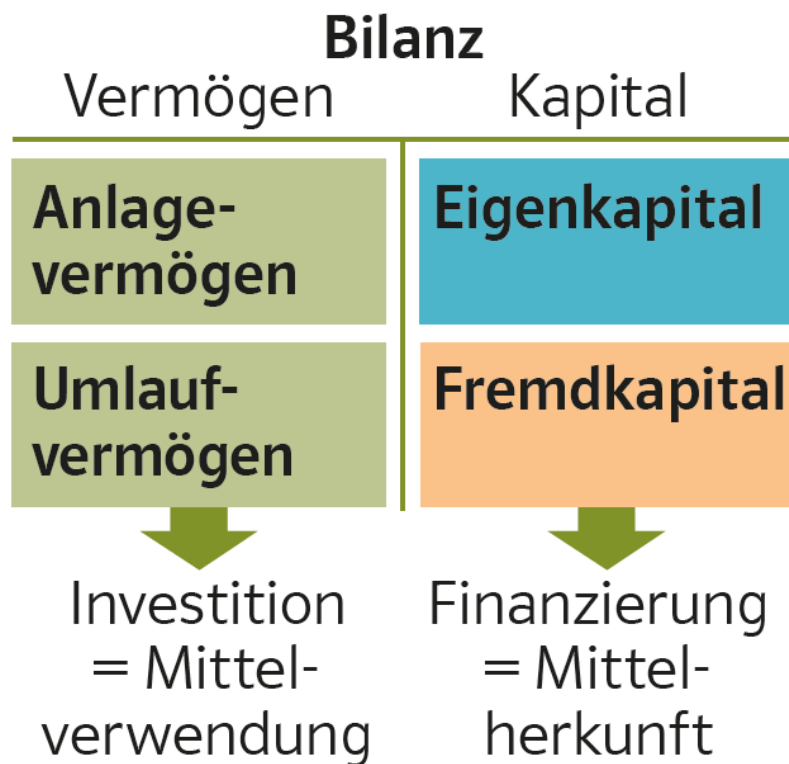 Bilanz
Vermögen Kapital
Anlage-
vermögen
Eigenkapital
Umlauf-
vermögen
Fremdkapital
Investition
= Mittel-
verwendung
Finanzierung
= Mittel-
herkunft